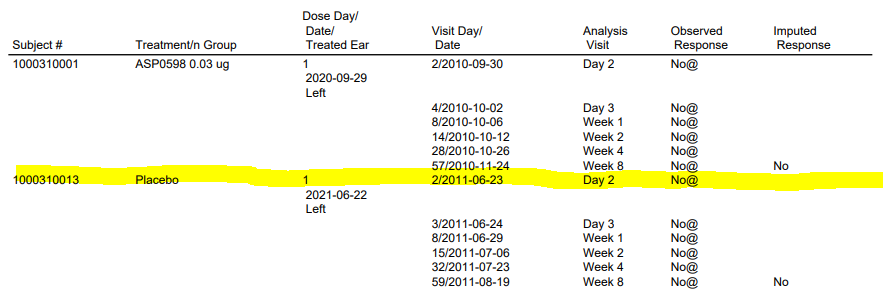 Subject # Treatment/n Group Dose Day/ Date/ Treated Ear Visit Day/ Date Analysis Visit Observed Response Imputed Response
1000310001 ASP0598 0.03 ug 1 2/2010-09-30 Day 2 No@
2020-09-29
Left
4/2010-10-02 Day 3 No@
8/2010-10-06 Week 1 No@
14/2010-10-12 Week 2 No@
28/2010-10-26 Week 4 No@
57/2010-11-24 Week 8 No@ No
1000310013 Placebo 1 2/2011-06-23 Day 2 No@
2021-06-22
Left
3/2011-06-24 Day 3 No@
8/2011-06-29 Week 1 No@
15/2011-07-06 Week 2 No@
32/2011-07-23 Week 4 No@
59/2011-08-19 Week 8 No@ No